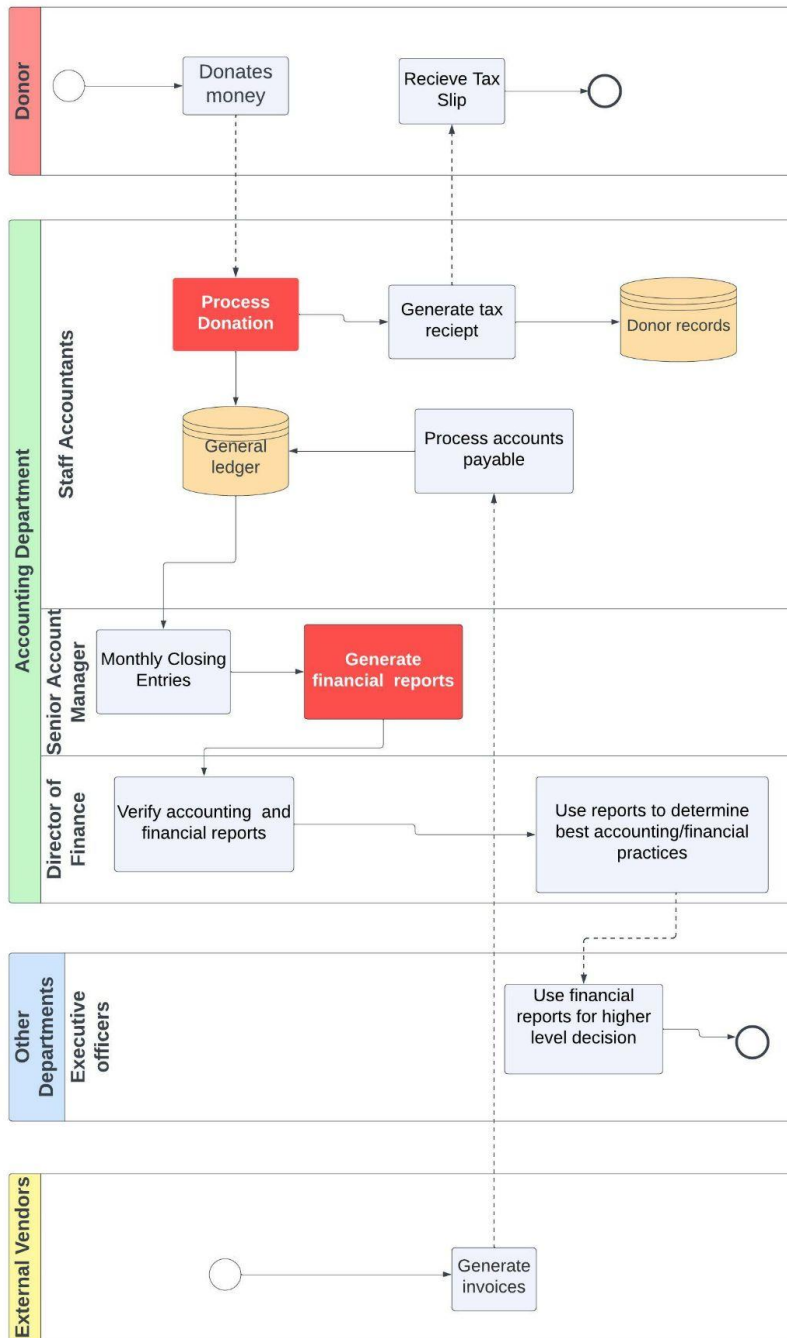 Donor
Donates
money
Recieve Tax
Slip
Accounting Department
Staff Accountants
Process
Donation
Generate tax
reciept
Donor records
General
ledger
Process accounts
payable
Senior Account
Manager
Monthly Closing
Entries
Generate
financial reports
Director of
Finance
Verify accounting and
financial reports
Use reports to determine
best accounting/financial
practices
Other
Departments
Executive
officers
Use financial
reports for higher
level decision
External Vendors
Generate
invoices